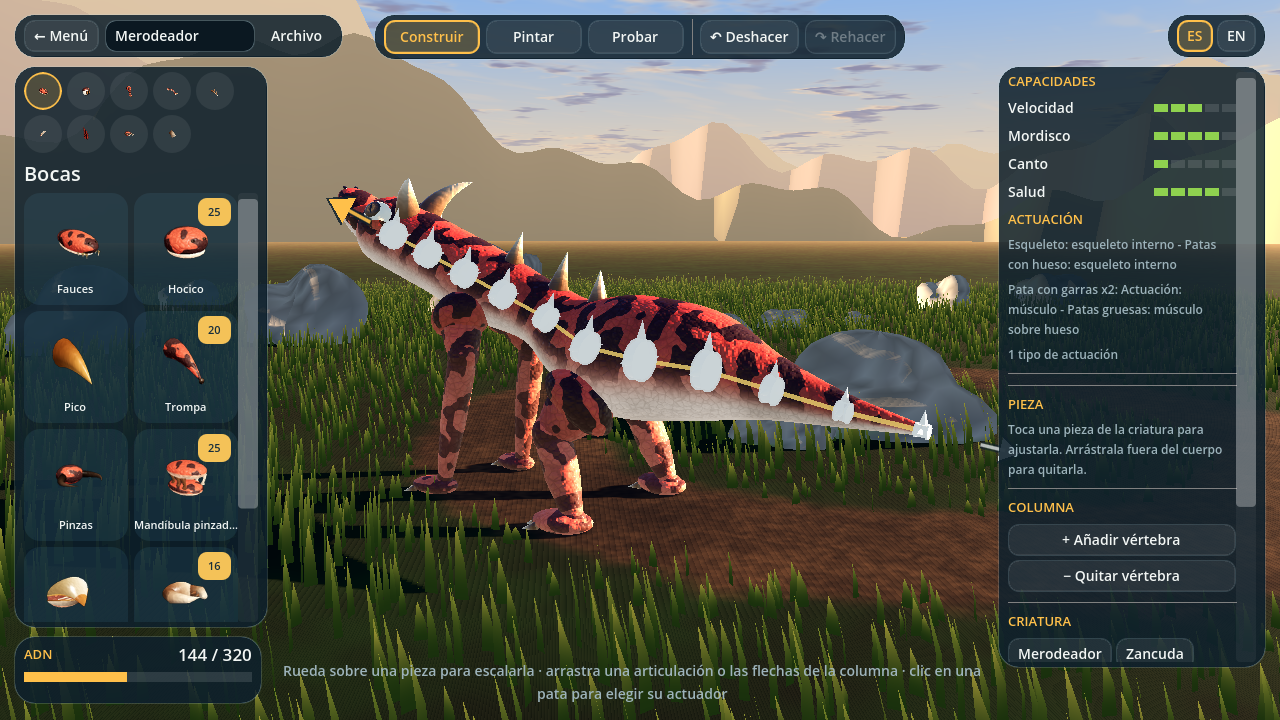 ← Menú
Merodeador
Archivo
Construir
Pintar
Probar
↶ Deshacer
↷ Rehacer
ES
EN
Bocas
25
Fauces
Hocico
20
Pico
Trompa
25
Pinzas
Mandíbula pinzad...
16
ADN
144 / 320
Rueda sobre una pieza para escalarla · arrastra una articulación o las flechas de la columna · clic en una
pata para elegir su actuador
CAPACIDADES
Velocidad
Mordisco
Canto
Salud
ACTUACIÓN
Esqueleto: esqueleto interno - Patas
con hueso: esqueleto interno
Pata con garras x2: Actuación:
músculo - Patas gruesas: músculo
sobre hueso
1 tipo de actuación
PIEZA
Toca una pieza de la criatura para
ajustarla. Arrástrala fuera del cuerpo
para quitarla.
COLUMNA
+ Añadir vértebra
− Quitar vértebra
CRIATURA
Merodeador
Zancuda